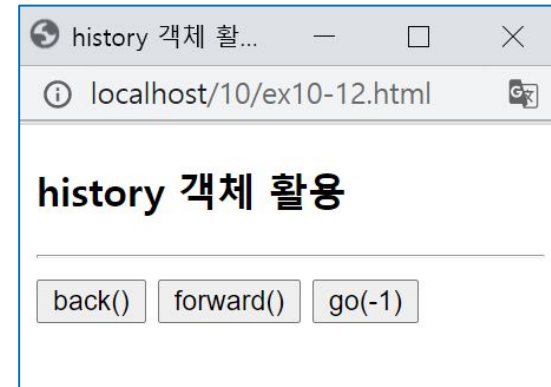 history 객체 활...
localhost/10/ex10-12.html
history 객체 활용
back() forward() go(-1)